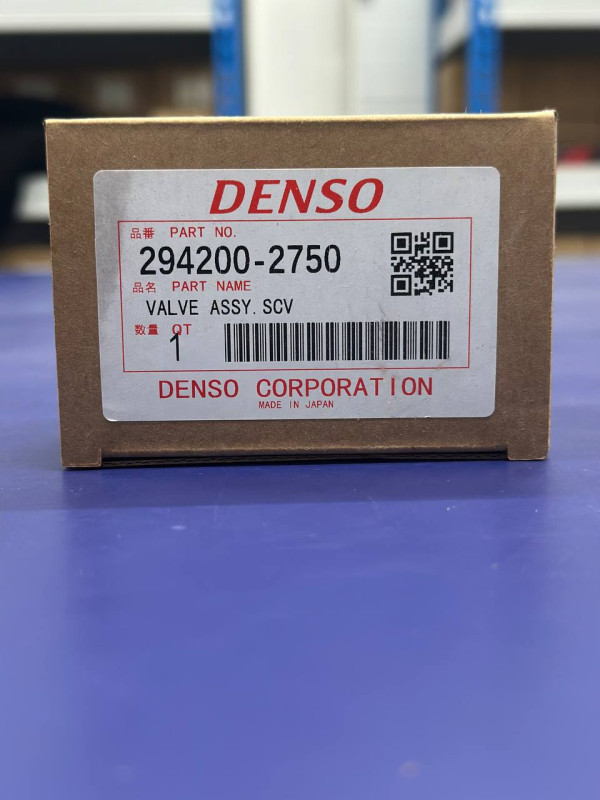 DENSO
品番 PART NO.
294200-2750
品名 PART NAME
VALVE ASSY. SCV
数量 QT
1
DENSO CORPORATION
MADE IN JAPAN